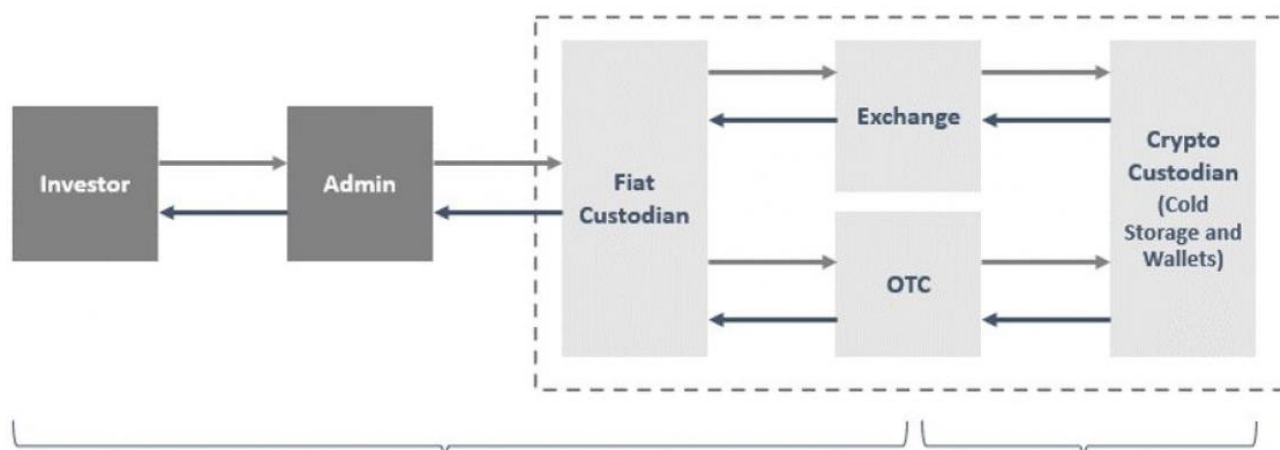 Investor
Admin
Fiat
Custodian
Exchange
OTC
Crypto
Custodian
(Cold
Storage and
Wallets)